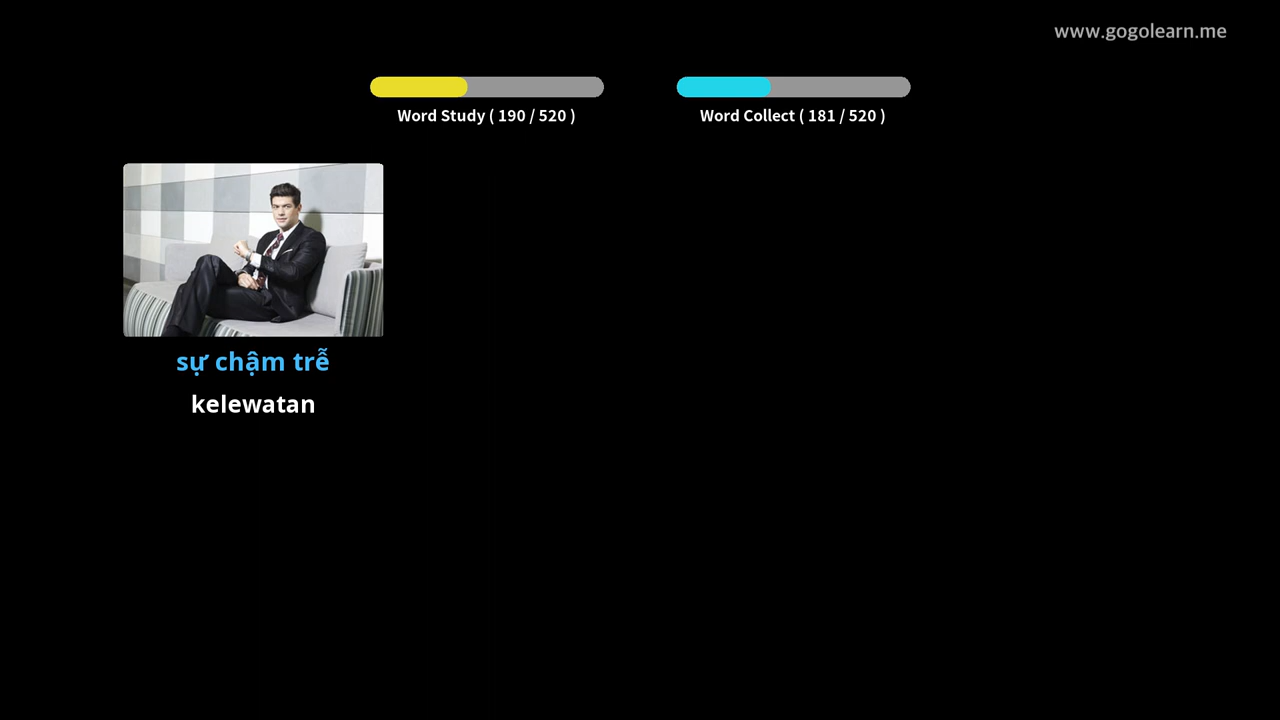 www.gogolearn.me
Word Study ( 190 / 520 )
Word Collect ( 181 / 520 )
sự chậm trễ
kelewatan